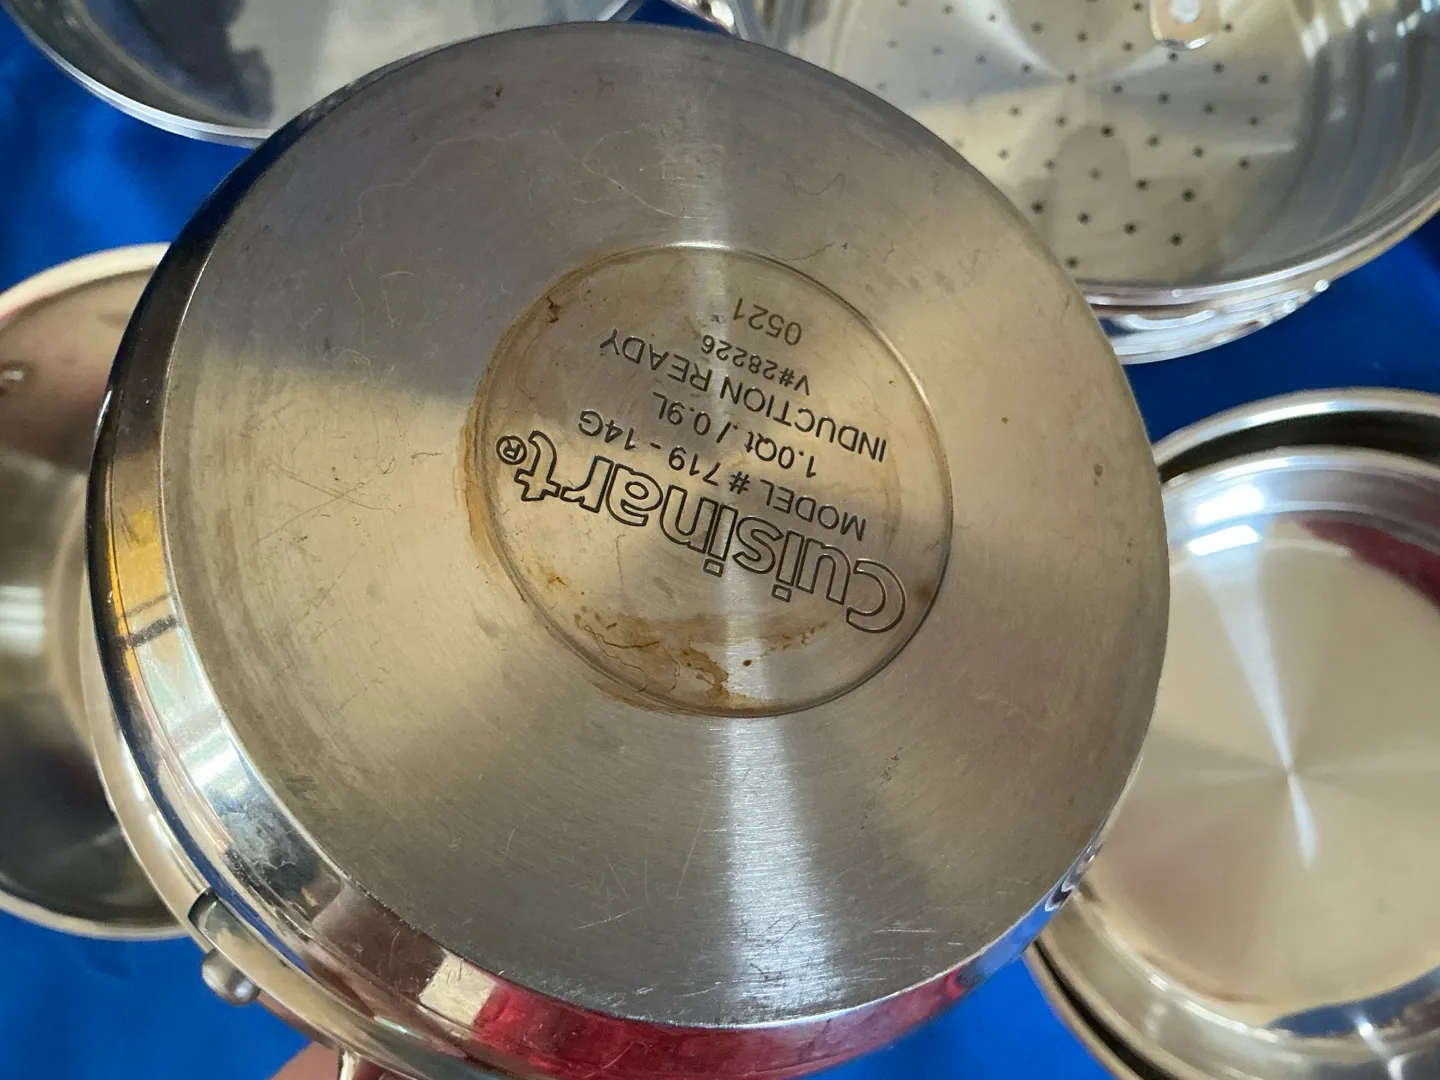 Cuisinart®
MODEL # 719 - 14G
1.0Qt. / 0.9L
INDUCTION READY
V#28226
0521